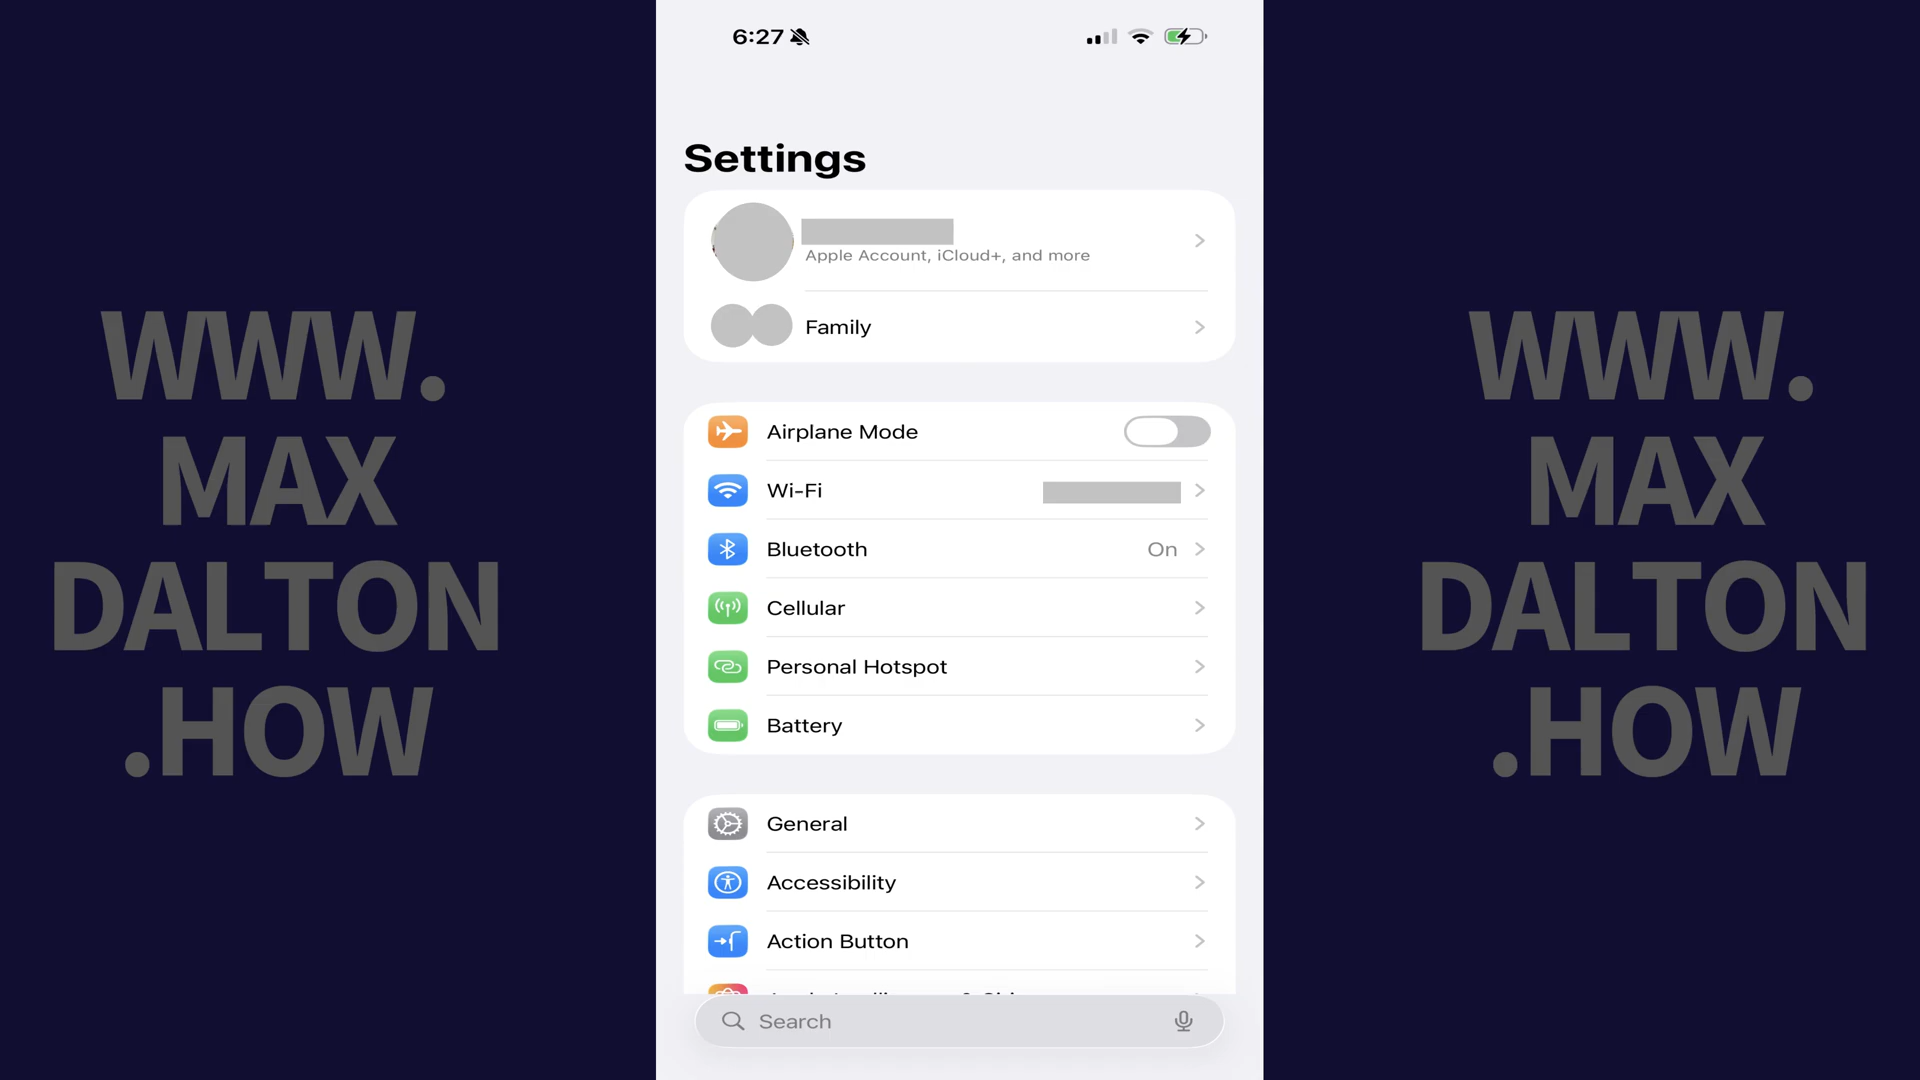 6:27
Settings
Apple Account, iCloud+, and more
Family
Airplane Mode
Wi-Fi
Bluetooth
On
Cellular
Personal Hotspot
Battery
General
Accessibility
Action Button
Search
WWW.
MAX
DALTON
.HOW
WWW.
MAX
DALTON
.HOW